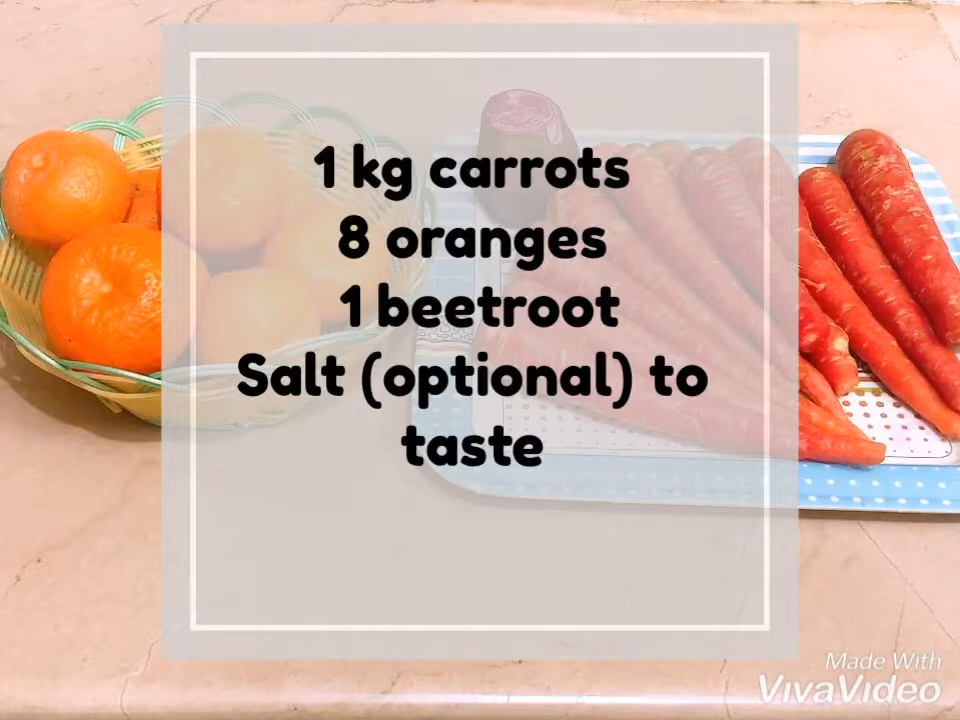 1 kg carrots
8 oranges
1 beetroot
Salt (optional) to
taste
Made With
VivaVideo